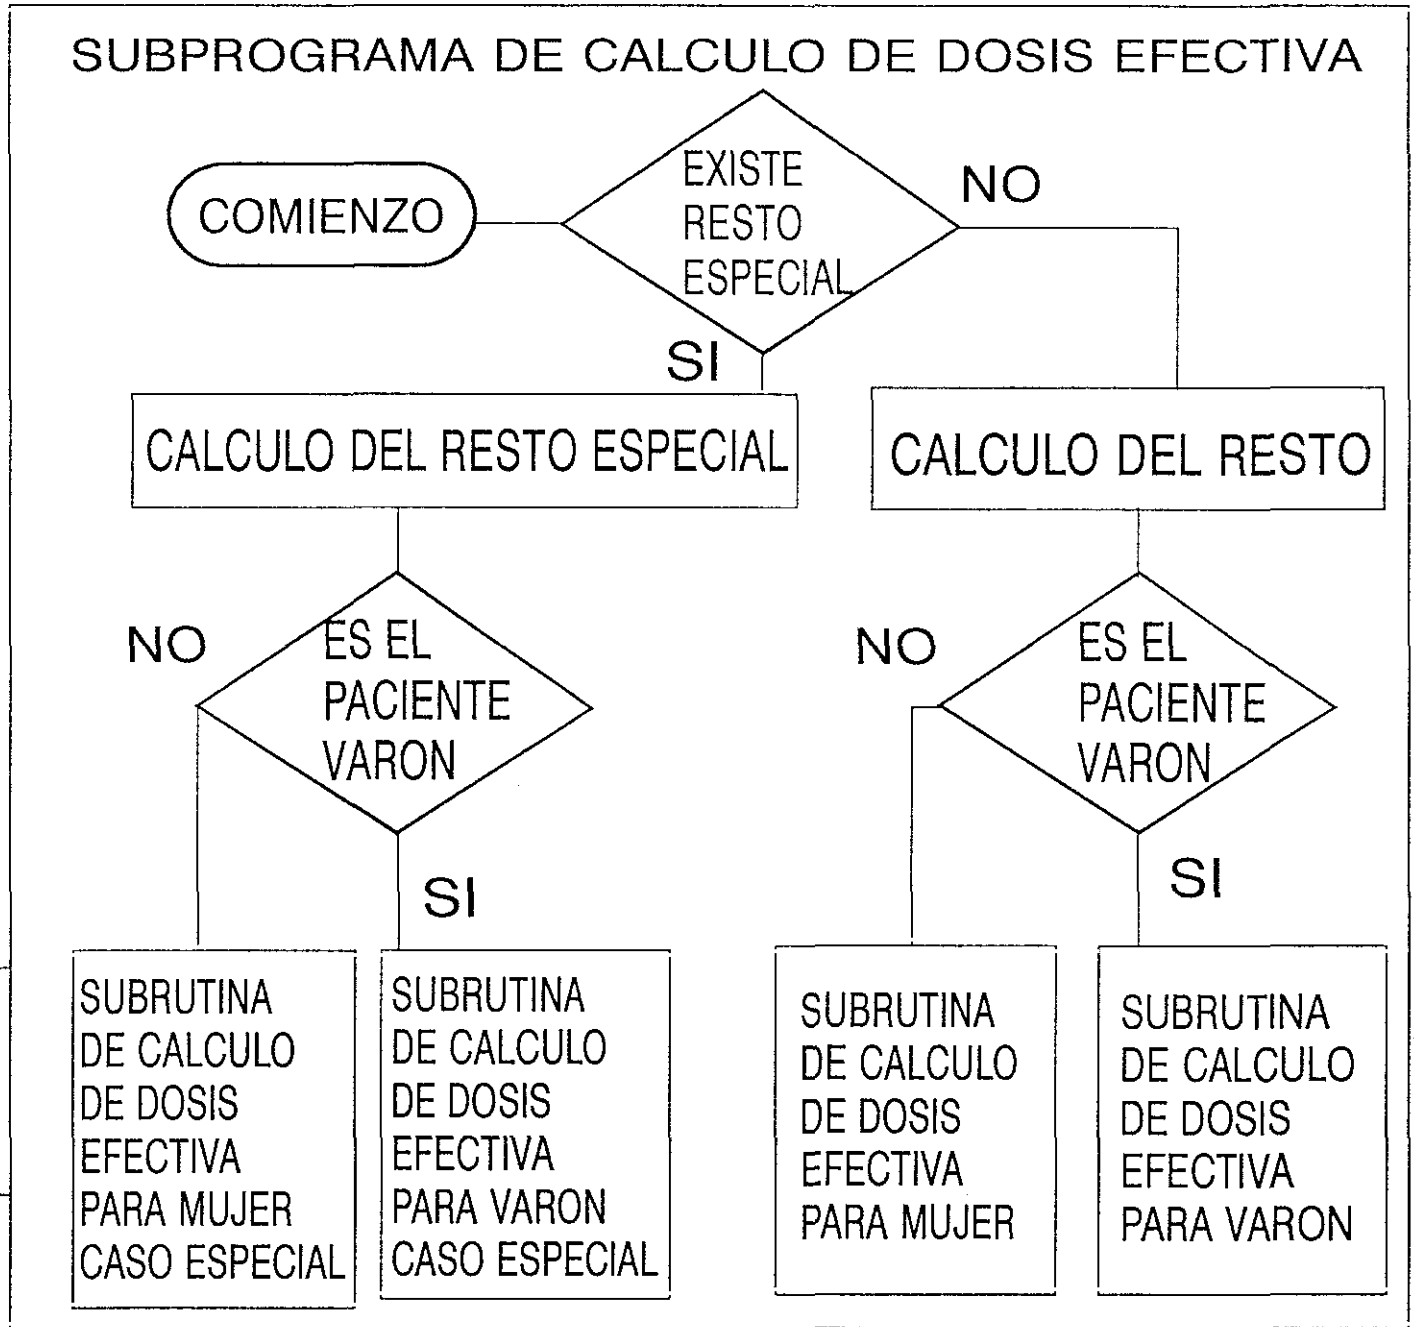 SUBPROGRAMA DE CALCULO DE DOSIS EFECTIVA
COMIENZO
EXISTE
RESTO
ESPECIAL
NO
SI
CALCULO DEL RESTO ESPECIAL
CALCULO DEL RESTO
NO
ES EL
PACIENTE
VARON
SI
NO
ES EL
PACIENTE
VARON
SI
SUBRUTINA
DE CALCULO
DE DOSIS
EFECTIVA
PARA MUJER
CASO ESPECIAL
SUBRUTINA
DE CALCULO
DE DOSIS
EFECTIVA
PARA VARON
CASO ESPECIAL
SUBRUTINA
DE CALCULO
DE DOSIS
EFECTIVA
PARA MUJER
SUBRUTINA
DE CALCULO
DE DOSIS
EFECTIVA
PARA VARON